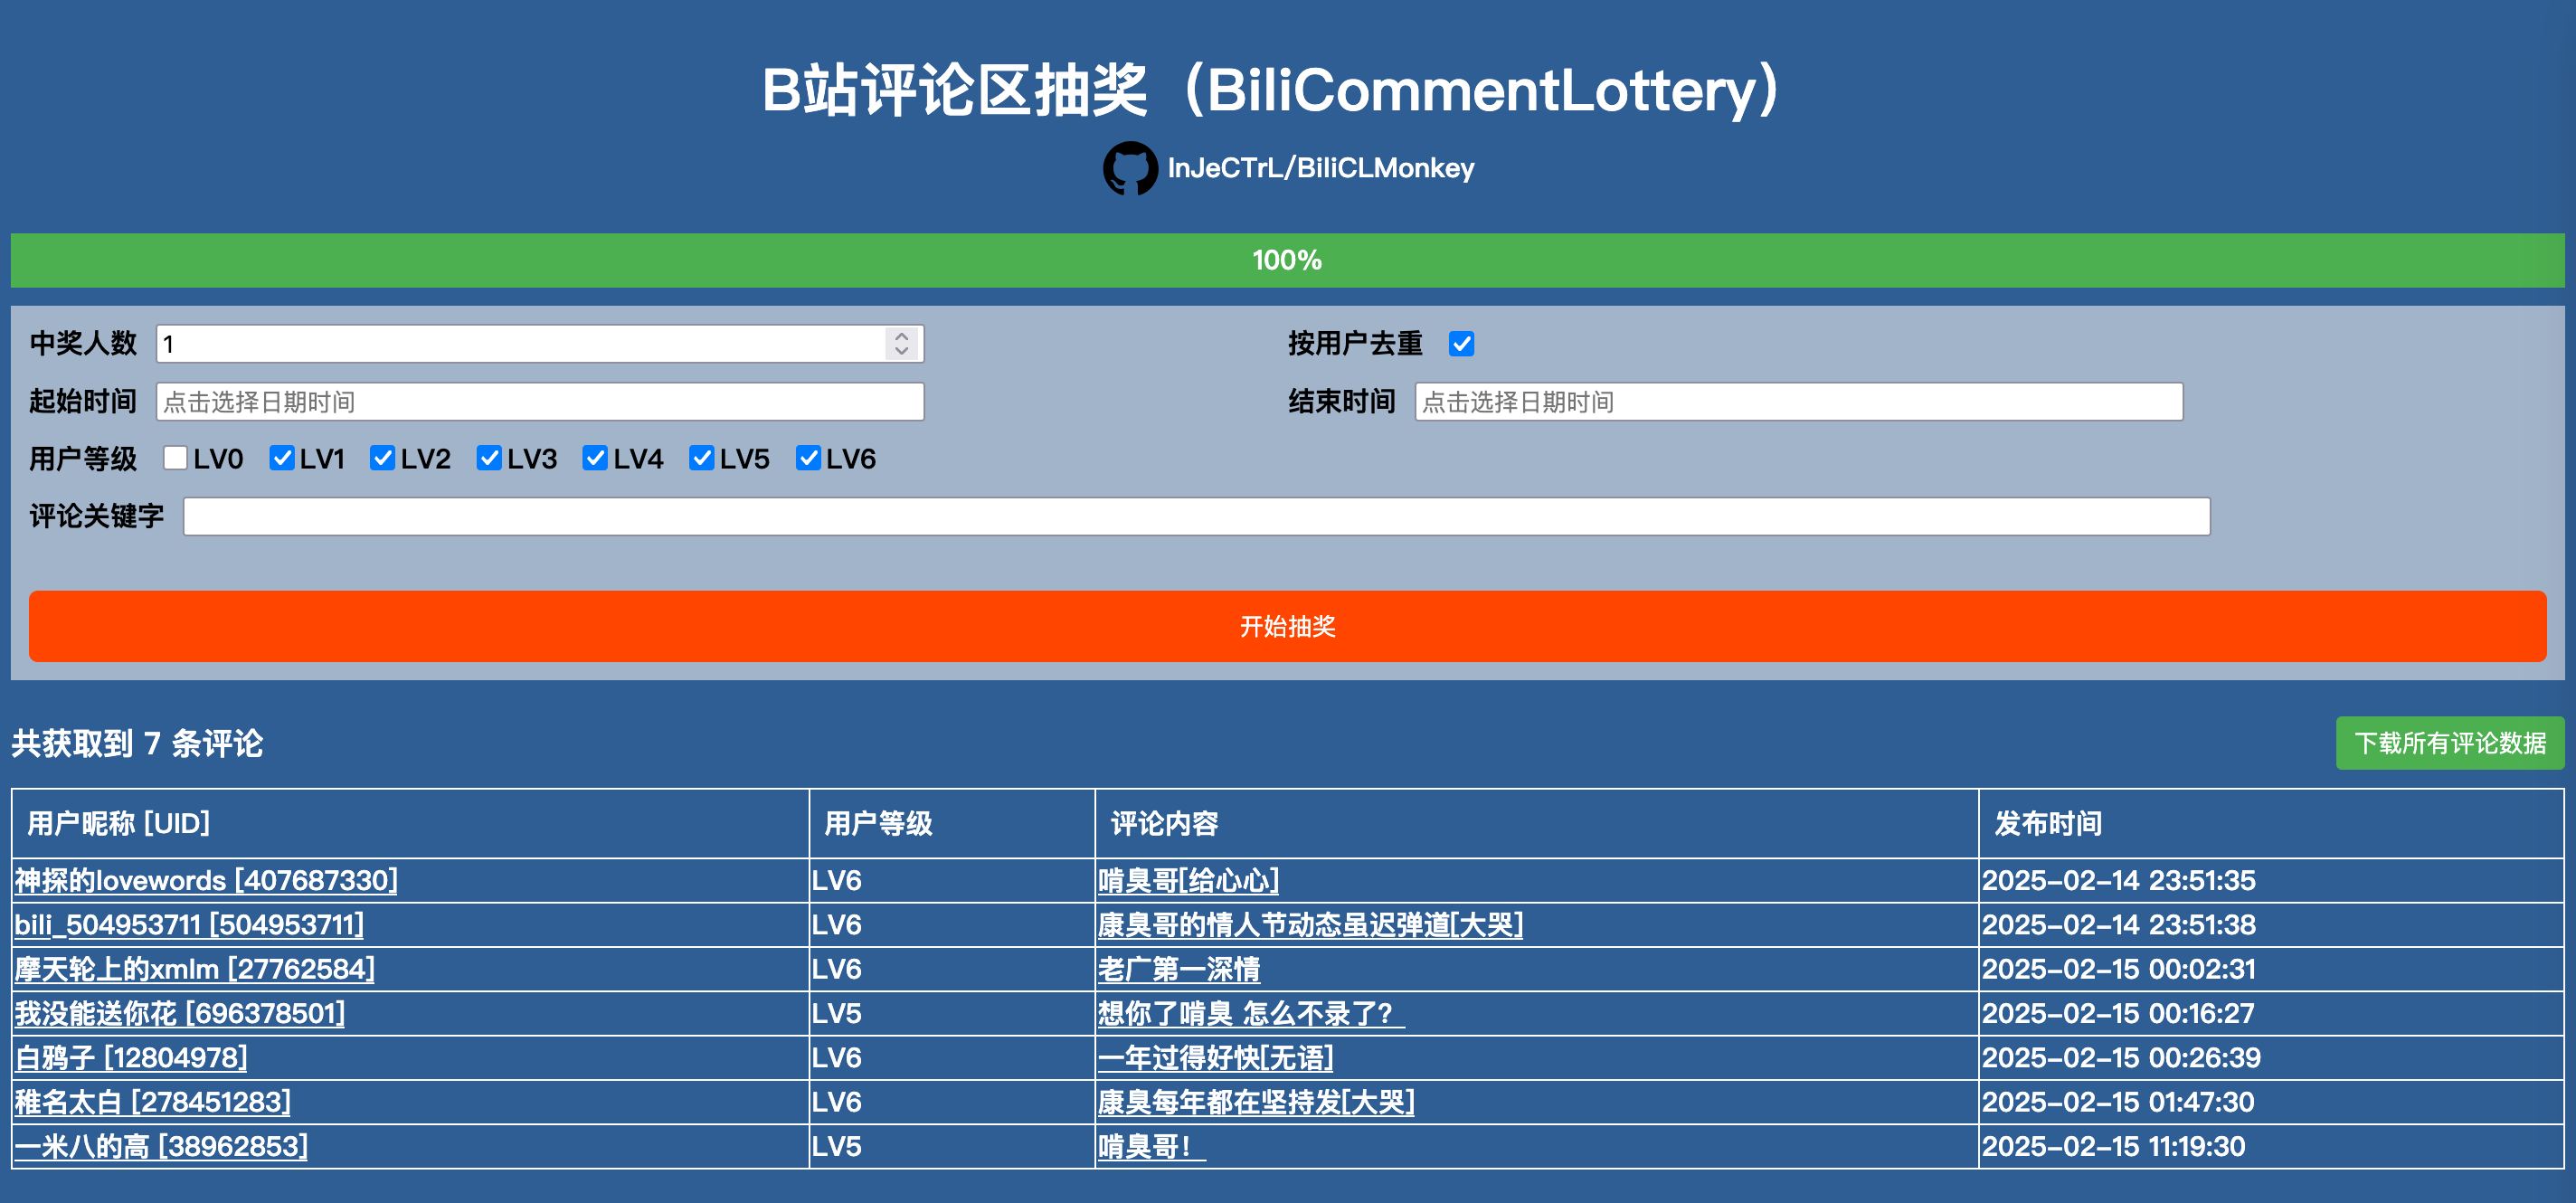 B站评论区抽奖（BiliCommentLottery）
InJeCTrL/BiliCLMonkey
100%
中奖人数 1 按用户去重
起始时间 点击选择日期时间 结束时间 点击选择日期时间
用户等级 LV0 LV1 LV2 LV3 LV4 LV5 LV6
评论关键字
开始抽奖
共获取到 7 条评论 下载所有评论数据
用户昵称 [UID] 用户等级 评论内容 发布时间
神探的lovewords [407687330] LV6 啃臭哥[给心心] 2025-02-14 23:51:35
bili_504953711 [504953711] LV6 康臭哥的情人节动态虽迟弹道[大哭] 2025-02-14 23:51:38
摩天轮上的xmlm [27762584] LV6 老广第一深情 2025-02-15 00:02:31
我没能送你花 [696378501] LV5 想你了啃臭 怎么不录了？ 2025-02-15 00:16:27
白鸦子 [12804978] LV6 一年过得好快[无语] 2025-02-15 00:26:39
稚名太白 [278451283] LV6 康臭每年都在坚持发[大哭] 2025-02-15 01:47:30
一米八的高 [38962853] LV5 啃臭哥！ 2025-02-15 11:19:30